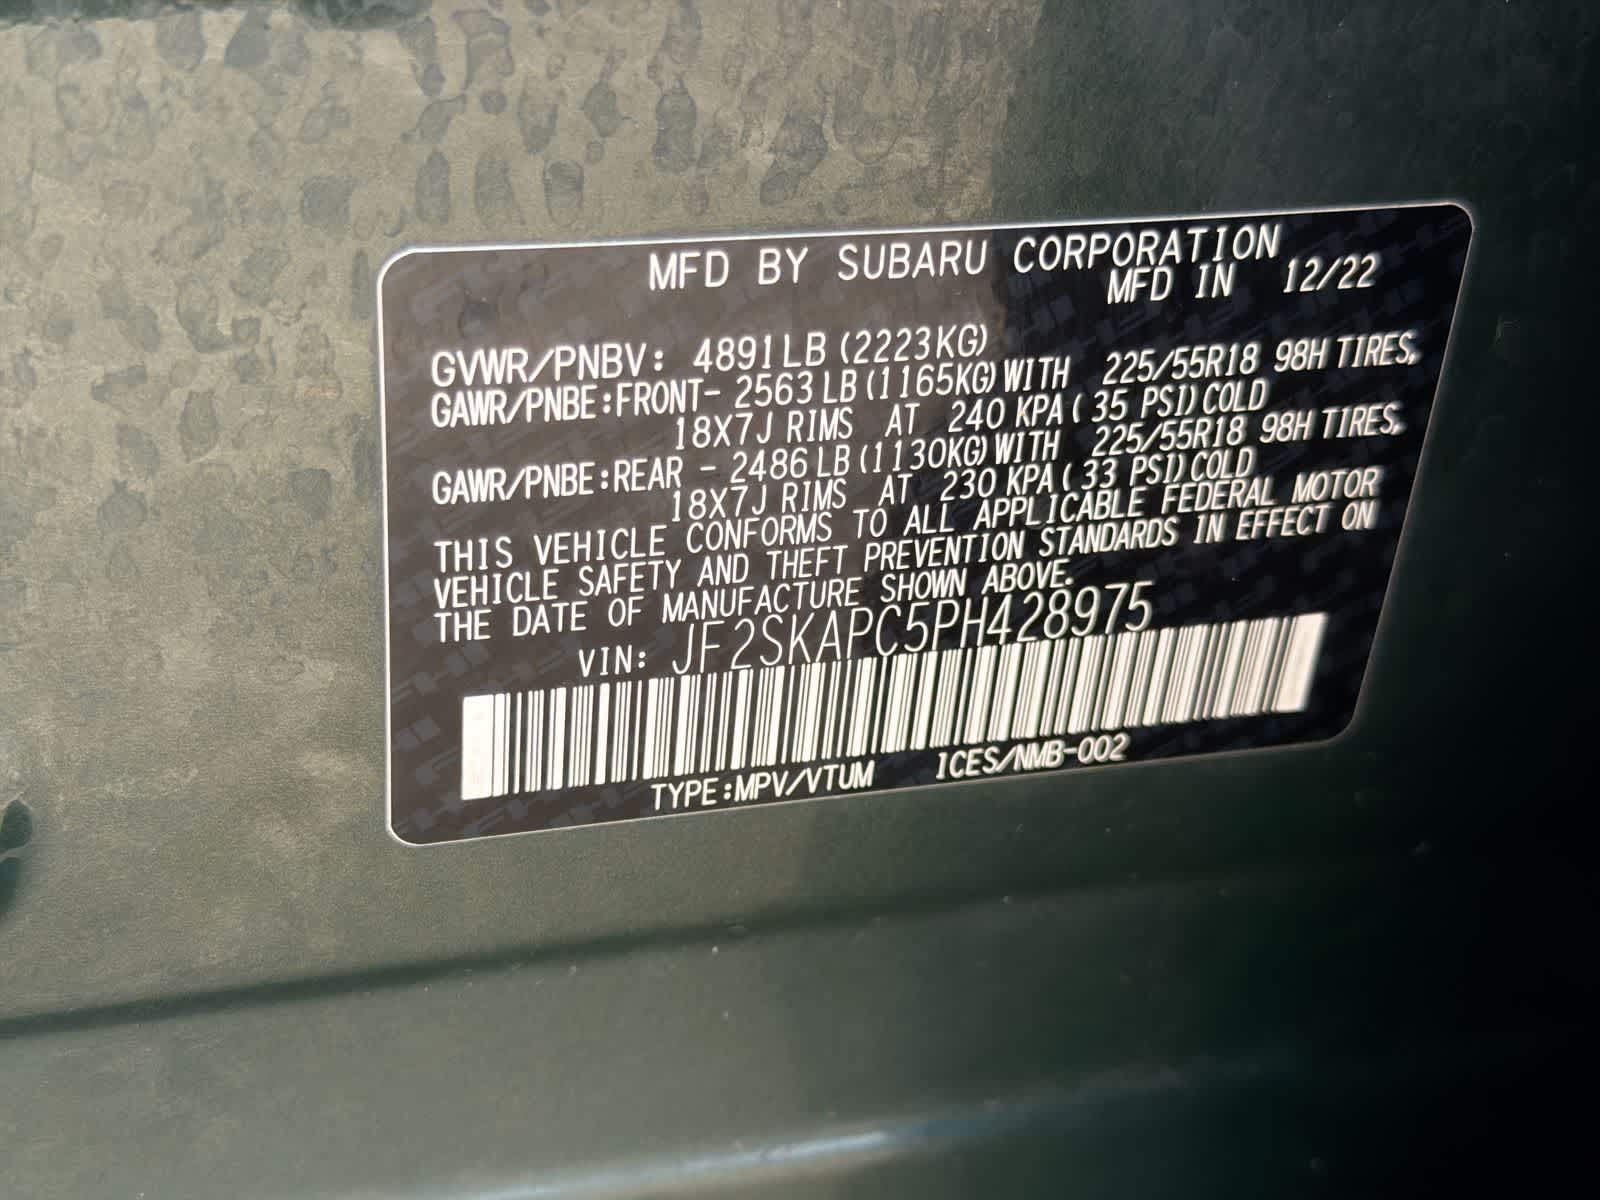 MFD BY SUBARU CORPORATION
MFD IN 12/22
GVWR/PNBV: 4891LB (2223KG)
GAWR/PNBE:FRONT- 2563LB (1165KG) WITH 225/55R18 98H TIRES,
18X7J RIMS AT 240 KPA ( 35 PSI) COLD
GAWR/PNBE:REAR - 2486LB (1130KG) WITH 225/55R18 98H TIRES,
18X7J RIMS AT 230 KPA ( 33 PSI) COLD
THIS VEHICLE CONFORMS TO ALL APPLICABLE FEDERAL MOTOR
VEHICLE SAFETY AND THEFT PREVENTION STANDARDS IN EFFECT ON
THE DATE OF MANUFACTURE SHOWN ABOVE.
VIN: JF2SKAPC5PH428975
TYPE:MPV/VTUM ICES/NMB-002